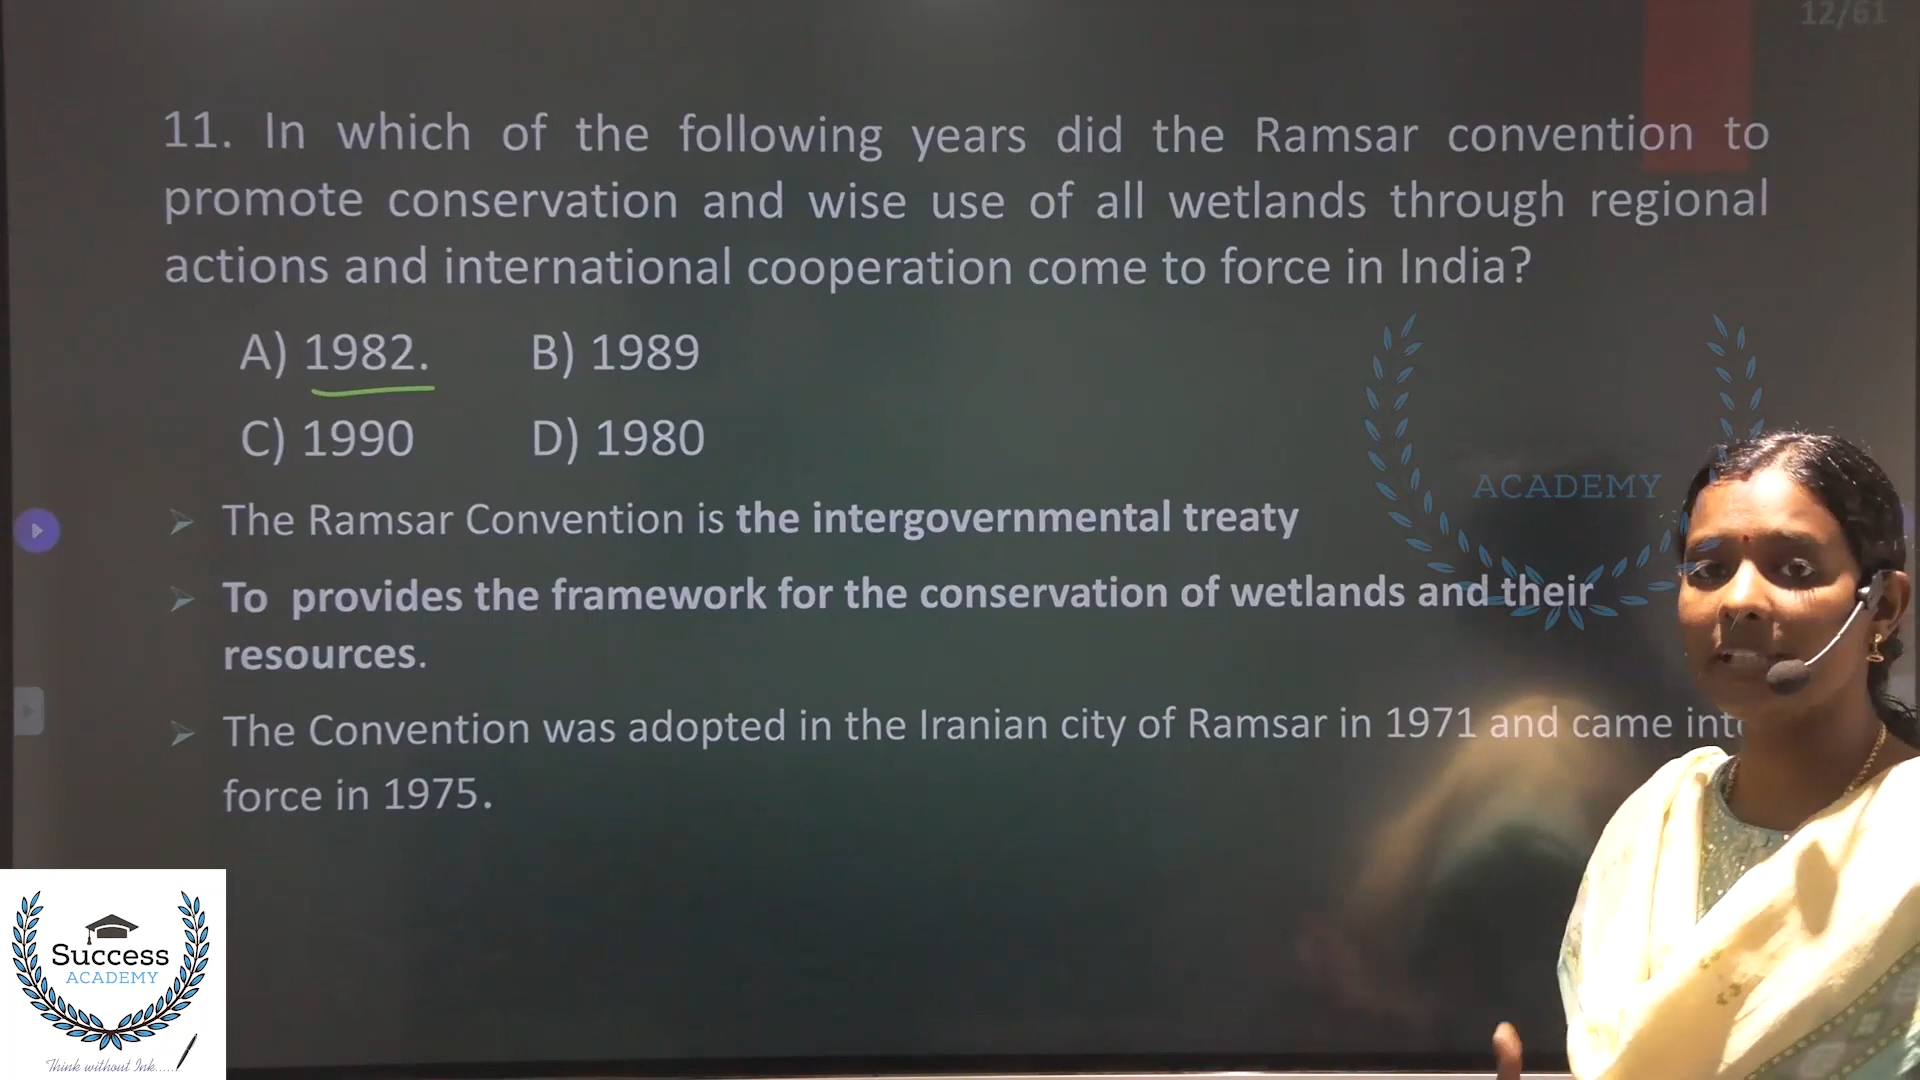 12/61
11. In which of the following years did the Ramsar convention to
promote conservation and wise use of all wetlands through regional
actions and international cooperation come to force in India?
A) 1982. B) 1989
C) 1990 D) 1980
ACADEMY
The Ramsar Convention is the intergovernmental treaty
To provides the framework for the conservation of wetlands and their
resources.
The Convention was adopted in the Iranian city of Ramsar in 1971 and came into
force in 1975.
Success
ACADEMY
Think without Ink.....